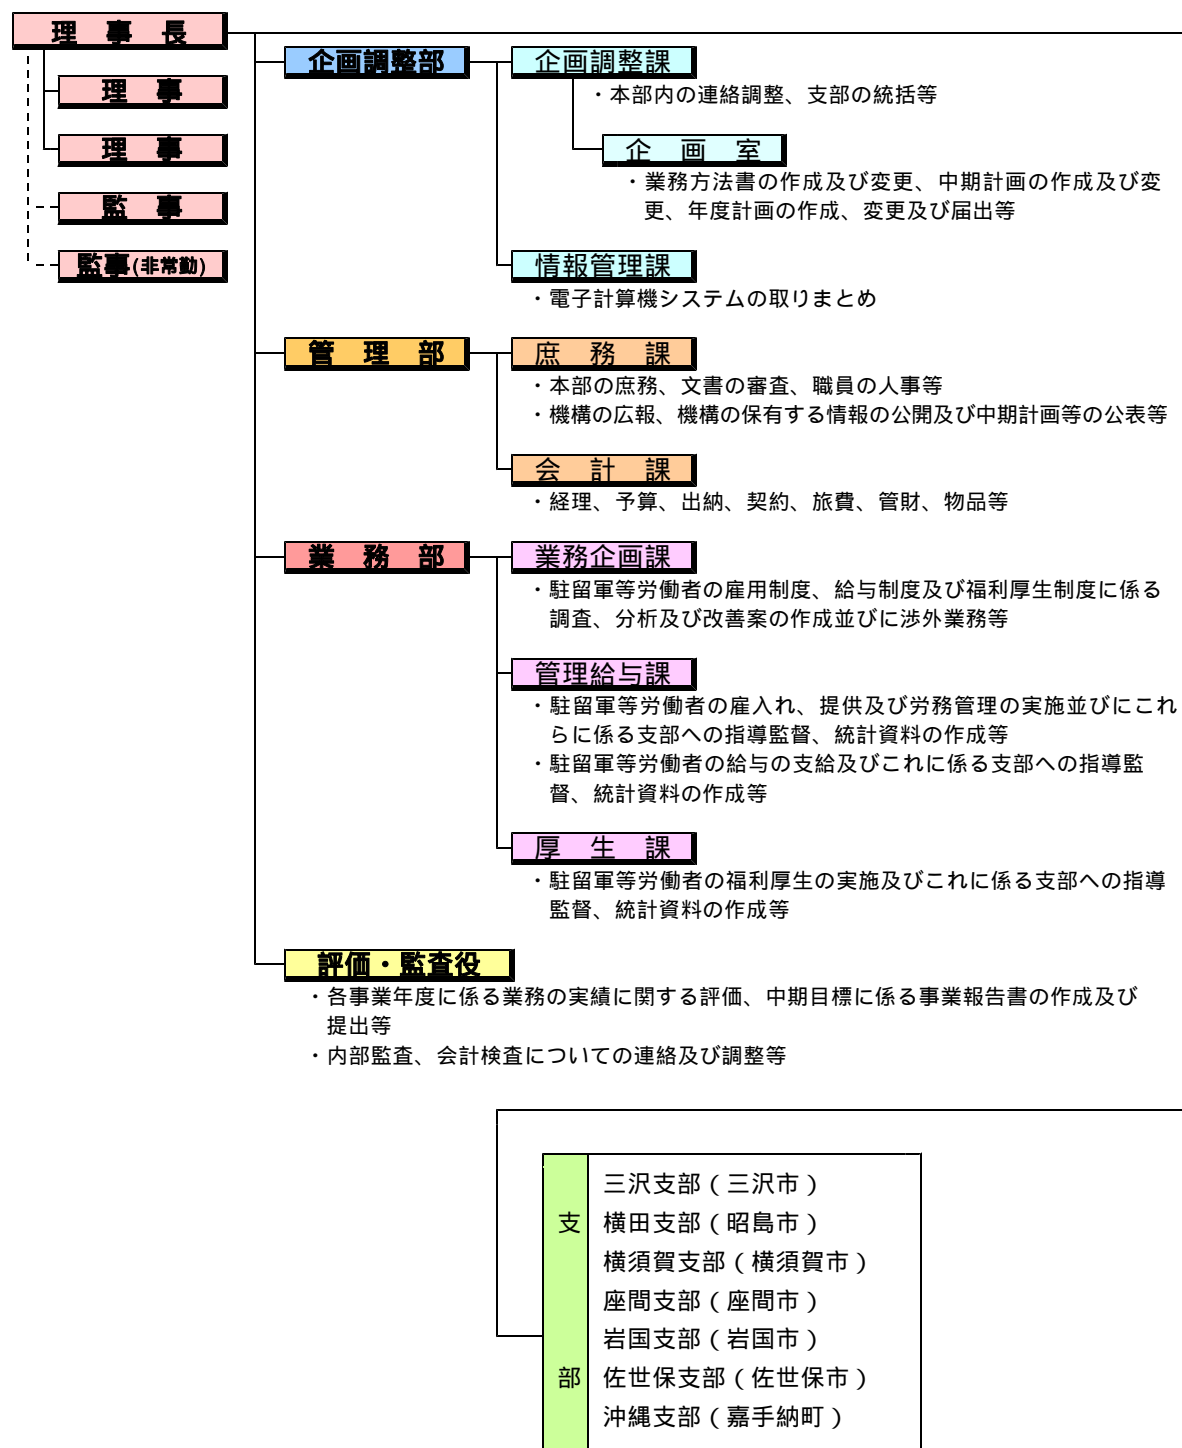 理　事　長
理　事
理　事
監　事
監事(非常勤)
企画調整部
企画調整課
・本部内の連絡調整、支部の統括等
企　画　室
・業務方法書の作成及び変更、中期計画の作成及び変
更、年度計画の作成、変更及び届出等
情報管理課
・電子計算機システムの取りまとめ
管　理　部
庶　務　課
・本部の庶務、文書の審査、職員の人事等
・機構の広報、機構の保有する情報の公開及び中期計画等の公表等
会　計　課
・経理、予算、出納、契約、旅費、管財、物品等
業　務　部
業務企画課
・駐留軍等労働者の雇用制度、給与制度及び福利厚生制度に係る
調査、分析及び改善案の作成並びに渉外業務等
管理給与課
・駐留軍等労働者の雇入れ、提供及び労務管理の実施並びにこれ
らに係る支部への指導監督、統計資料の作成等
・駐留軍等労働者の給与の支給及びこれに係る支部への指導監
督、統計資料の作成等
厚　生　課
・駐留軍等労働者の福利厚生の実施及びこれに係る支部への指導
監督、統計資料の作成等
評価・監査役
・各事業年度に係る業務の実績に関する評価、中期目標に係る事業報告書の作成及び
提出等
・内部監査、会計検査についての連絡及び調整等
支部
三沢支部（三沢市）
横田支部（昭島市）
横須賀支部（横須賀市）
座間支部（座間市）
岩国支部（岩国市）
佐世保支部（佐世保市）
沖縄支部（嘉手納町）